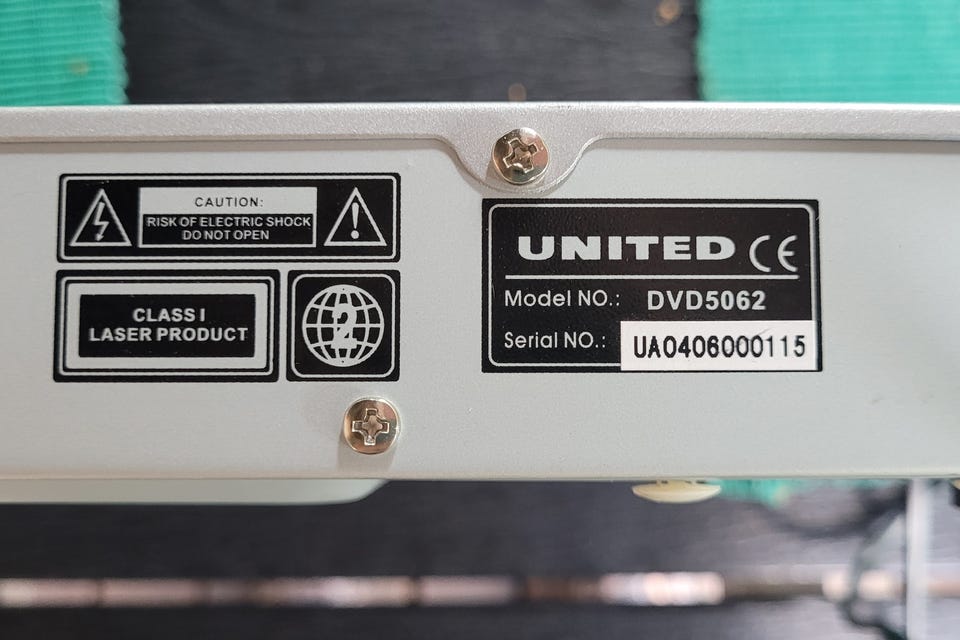 CAUTION:
RISK OF ELECTRIC SHOCK
DO NOT OPEN
CLASS I
LASER PRODUCT
2
UNITED CE
Model NO.: DVD5062
Serial NO.: UA0406000115